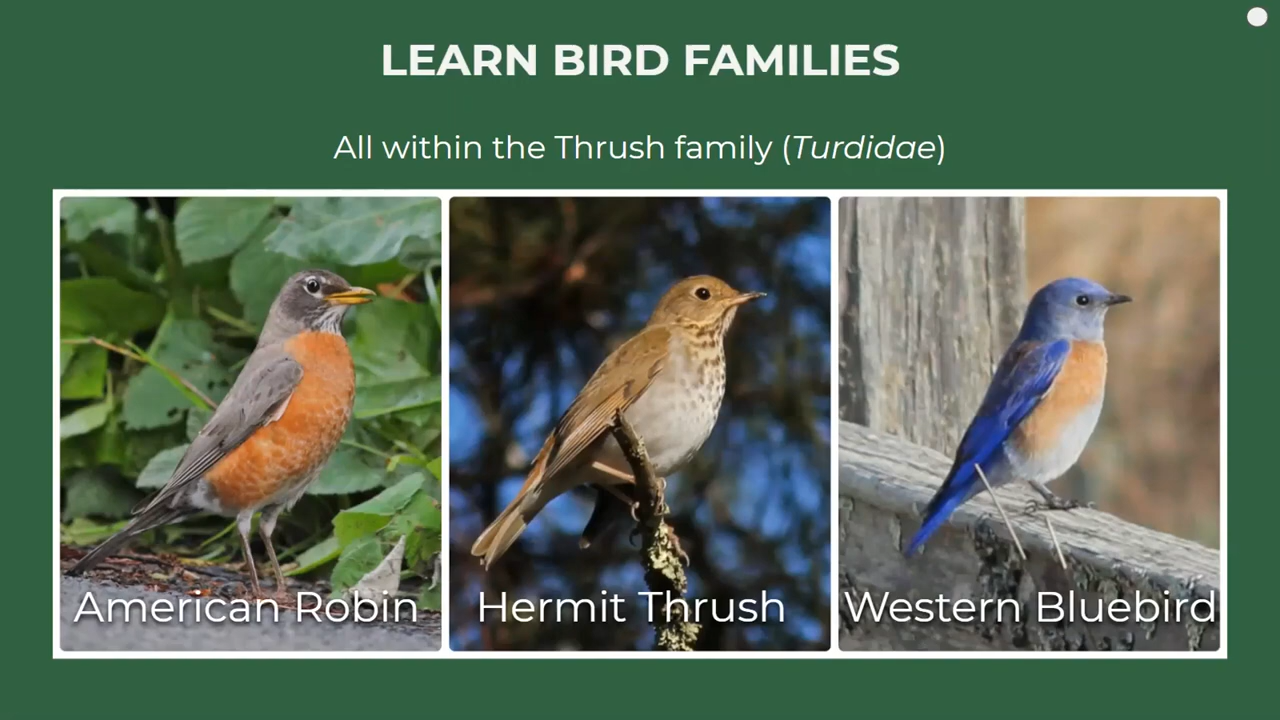 LEARN BIRD FAMILIES
All within the Thrush family (Turdidae)
American Robin
Hermit Thrush
Western Bluebird